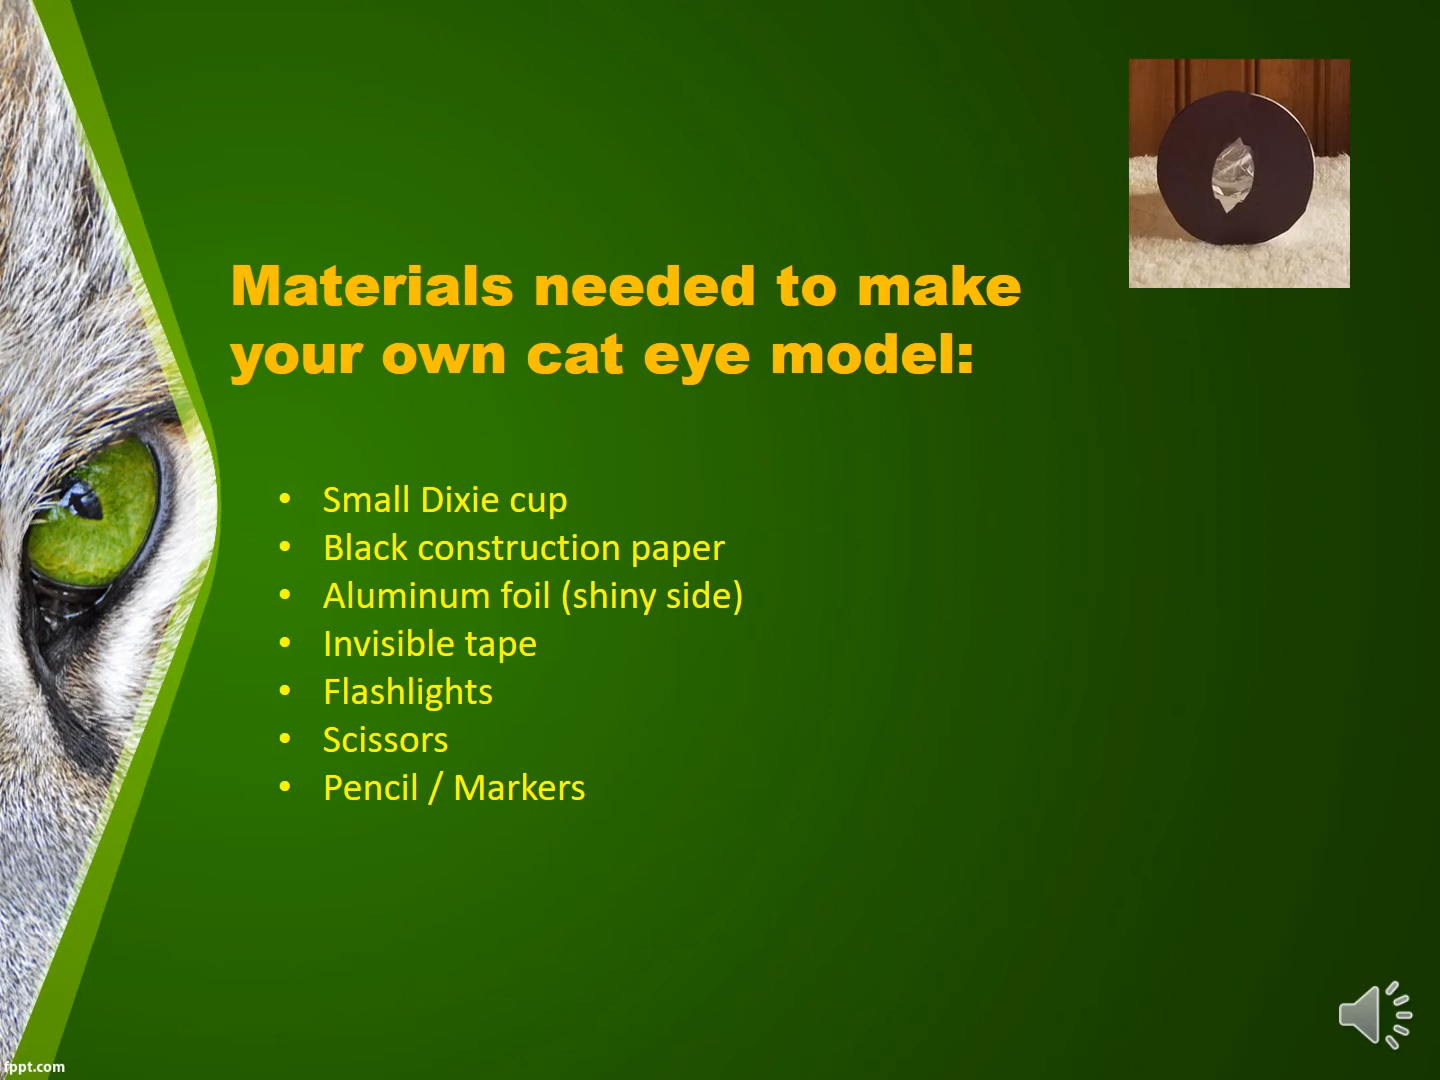 Materials needed to make
your own cat eye model:
• Small Dixie cup
• Black construction paper
• Aluminum foil (shiny side)
• Invisible tape
• Flashlights
• Scissors
• Pencil / Markers
fppt.com